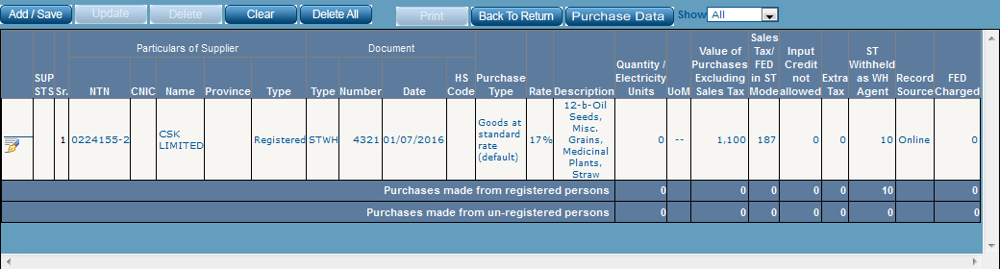 Add / Save Update Delete Clear Delete All Print Back To Return Purchase Data Show All
Particulars of Supplier Document
SUP STS Sr. NTN CNIC Name Province Type Type Number Date HS Code Purchase Type Rate Description Quantity / Electricity Units UoM Value of Purchases Excluding Sales Tax Sales Tax/ FED in ST Mode Input Credit not allowed Extra Tax ST Withheld as WH Agent Record Source FED Charged
1 0224155-2 CSK LIMITED Registered STWH 4321 01/07/2016 Goods at standard rate (default) 17% 12-b-Oil Seeds, Misc. Grains, Medicinal Plants, Straw 0 -- 1,100 187 0 0 10 Online 0
Purchases made from registered persons 0 0 0 0 0 10 0
Purchases made from un-registered persons 0 0 0 0 0 0 0